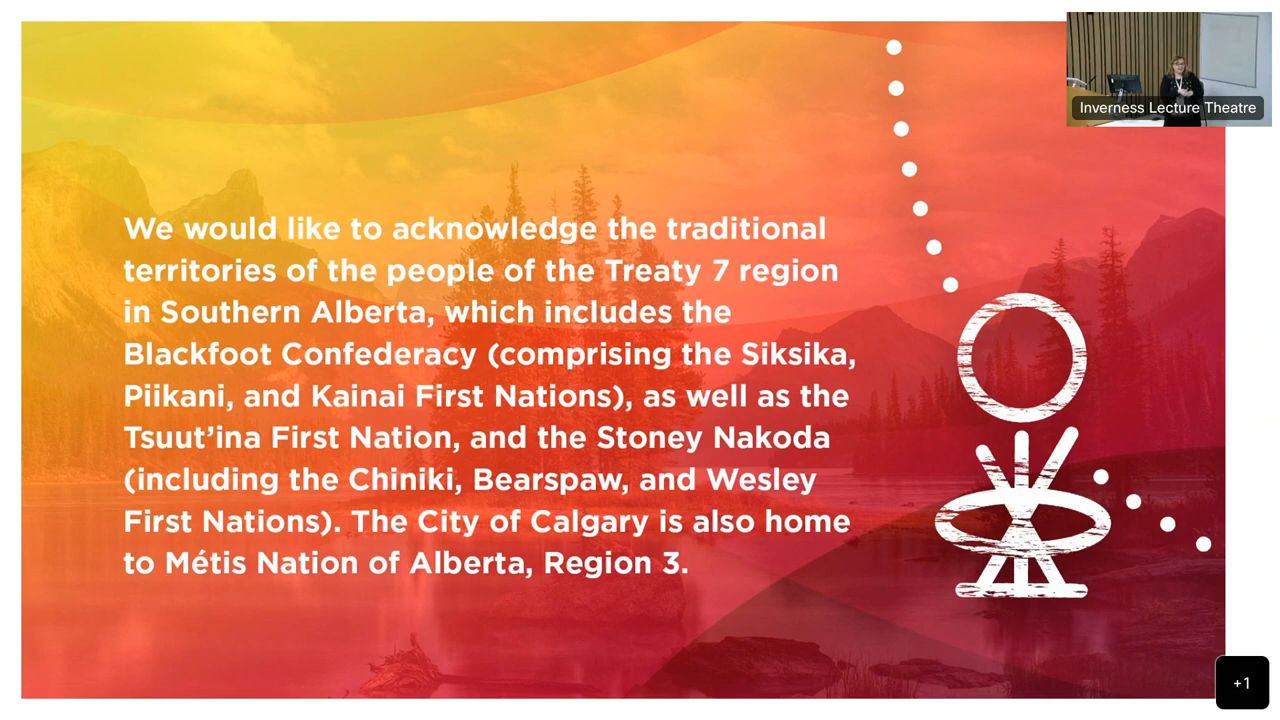 Inverness Lecture Theatre
We would like to acknowledge the traditional
territories of the people of the Treaty 7 region
in Southern Alberta, which includes the
Blackfoot Confederacy (comprising the Siksika,
Piikani, and Kainai First Nations), as well as the
Tsuut’ina First Nation, and the Stoney Nakoda
(including the Chiniki, Bearspaw, and Wesley
First Nations). The City of Calgary is also home
to Métis Nation of Alberta, Region 3.
+1